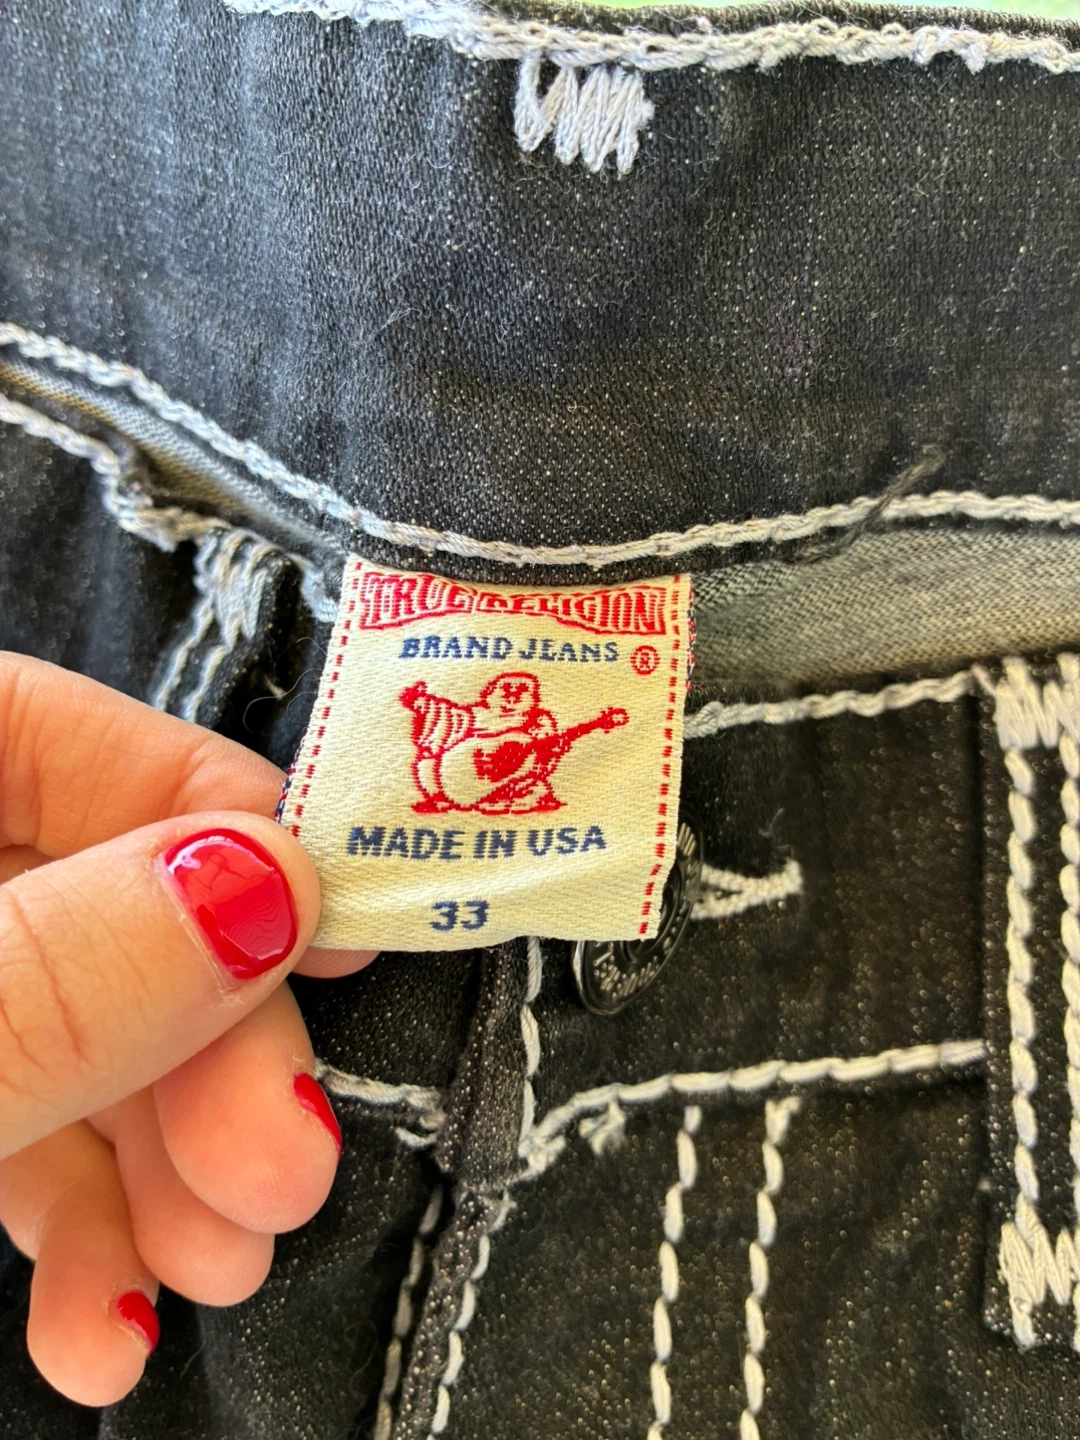 TRUE RELIGION
BRAND JEANS ®
MADE IN USA
33